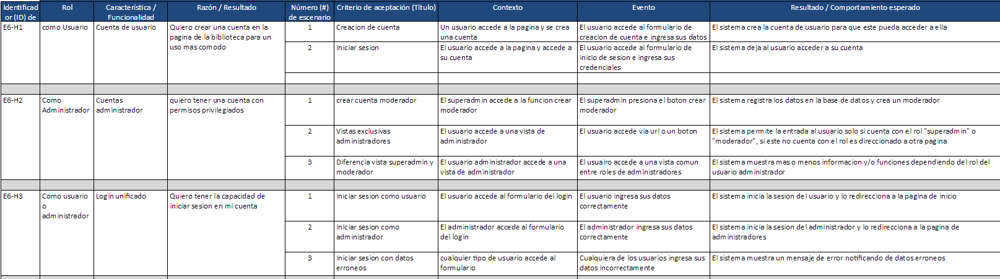 Identificad
or (ID) de
Rol
Característica /
Funcionalidad
Razón / Resultado
Número (#)
de escenario
Criterio de aceptación (Título)
Contexto
Evento
Resultado / Comportamiento esperado
E6-H1
como Usuario
Cuenta de usuario
Quiero crear una cuenta en la
pagina de la biblioteca para un
uso mas comodo
1
Creacion de cuenta
Un usuario accede a la pagina y se crea
una cuenta
El usuario accede al formulario de
creacion de cuenta e ingresa sus datos
El sistema crea la cuenta de usuario para que este pueda acceder a ella
2
Iniciar sesion
El usuario accede a la pagina y accede a
su cuenta
El usuario accede al formulario de
inicio de sesion e ingresa sus
credenciales
El sistema deja al usuario acceder a su cuenta
E6-H2
Como
Administrador
Cuentas
administrador
quiero tener una cuenta con
permisos privilegiados
1
crear cuenta moderador
El superadmin accede a la funcion crear
moderador
El superadmin presiona el boton crear
moderador
El sistema registra los datos en la base de datos y crea un moderador
2
Vistas exclusivas
administradores
El usuario accede a una vista de
administrador
El usuario accede via url o un boton
El sistema permite la entrada al usuario solo si cuenta con el rol "superadmin" o
"moderador", si este no cuenta con el rol es direccionado a otra pagina
3
Diferencia vista superadmin y
moderador
El usuario administrador accede a una
vista de administrador
El usuairo accede a una vista comun
entre roles de administradores
El sistema muestra mas o menos informacion y/o funciones dependiendo del rol del
usuario administrador
E6-H3
Como usuario
o
administrador
Login unificado
Quiero tener la capacidad de
iniciar sesion en mi cuenta
1
Iniciar sesion como usuario
El usuario accede al formulario del login
El usuario ingresa sus datos
correctamente
El sistema inicia la sesion del usuario y lo redirecciona a la pagina de inicio
2
Iniciar sesion como
administrador
El administrador accede al formulario
del login
El administrador ingresa sus datos
correctamente
El sistema inicia la sesion del administrador y lo redirecciona a la pagina de
administradores
3
Iniciar sesion con datos
erroneos
cualquier tipo de usuario accede al
formulario
Cualquiera de los usuarios ingresa sus
datos incorrectamente
El sistema muestra un mensaje de error notificando de datos erroneos